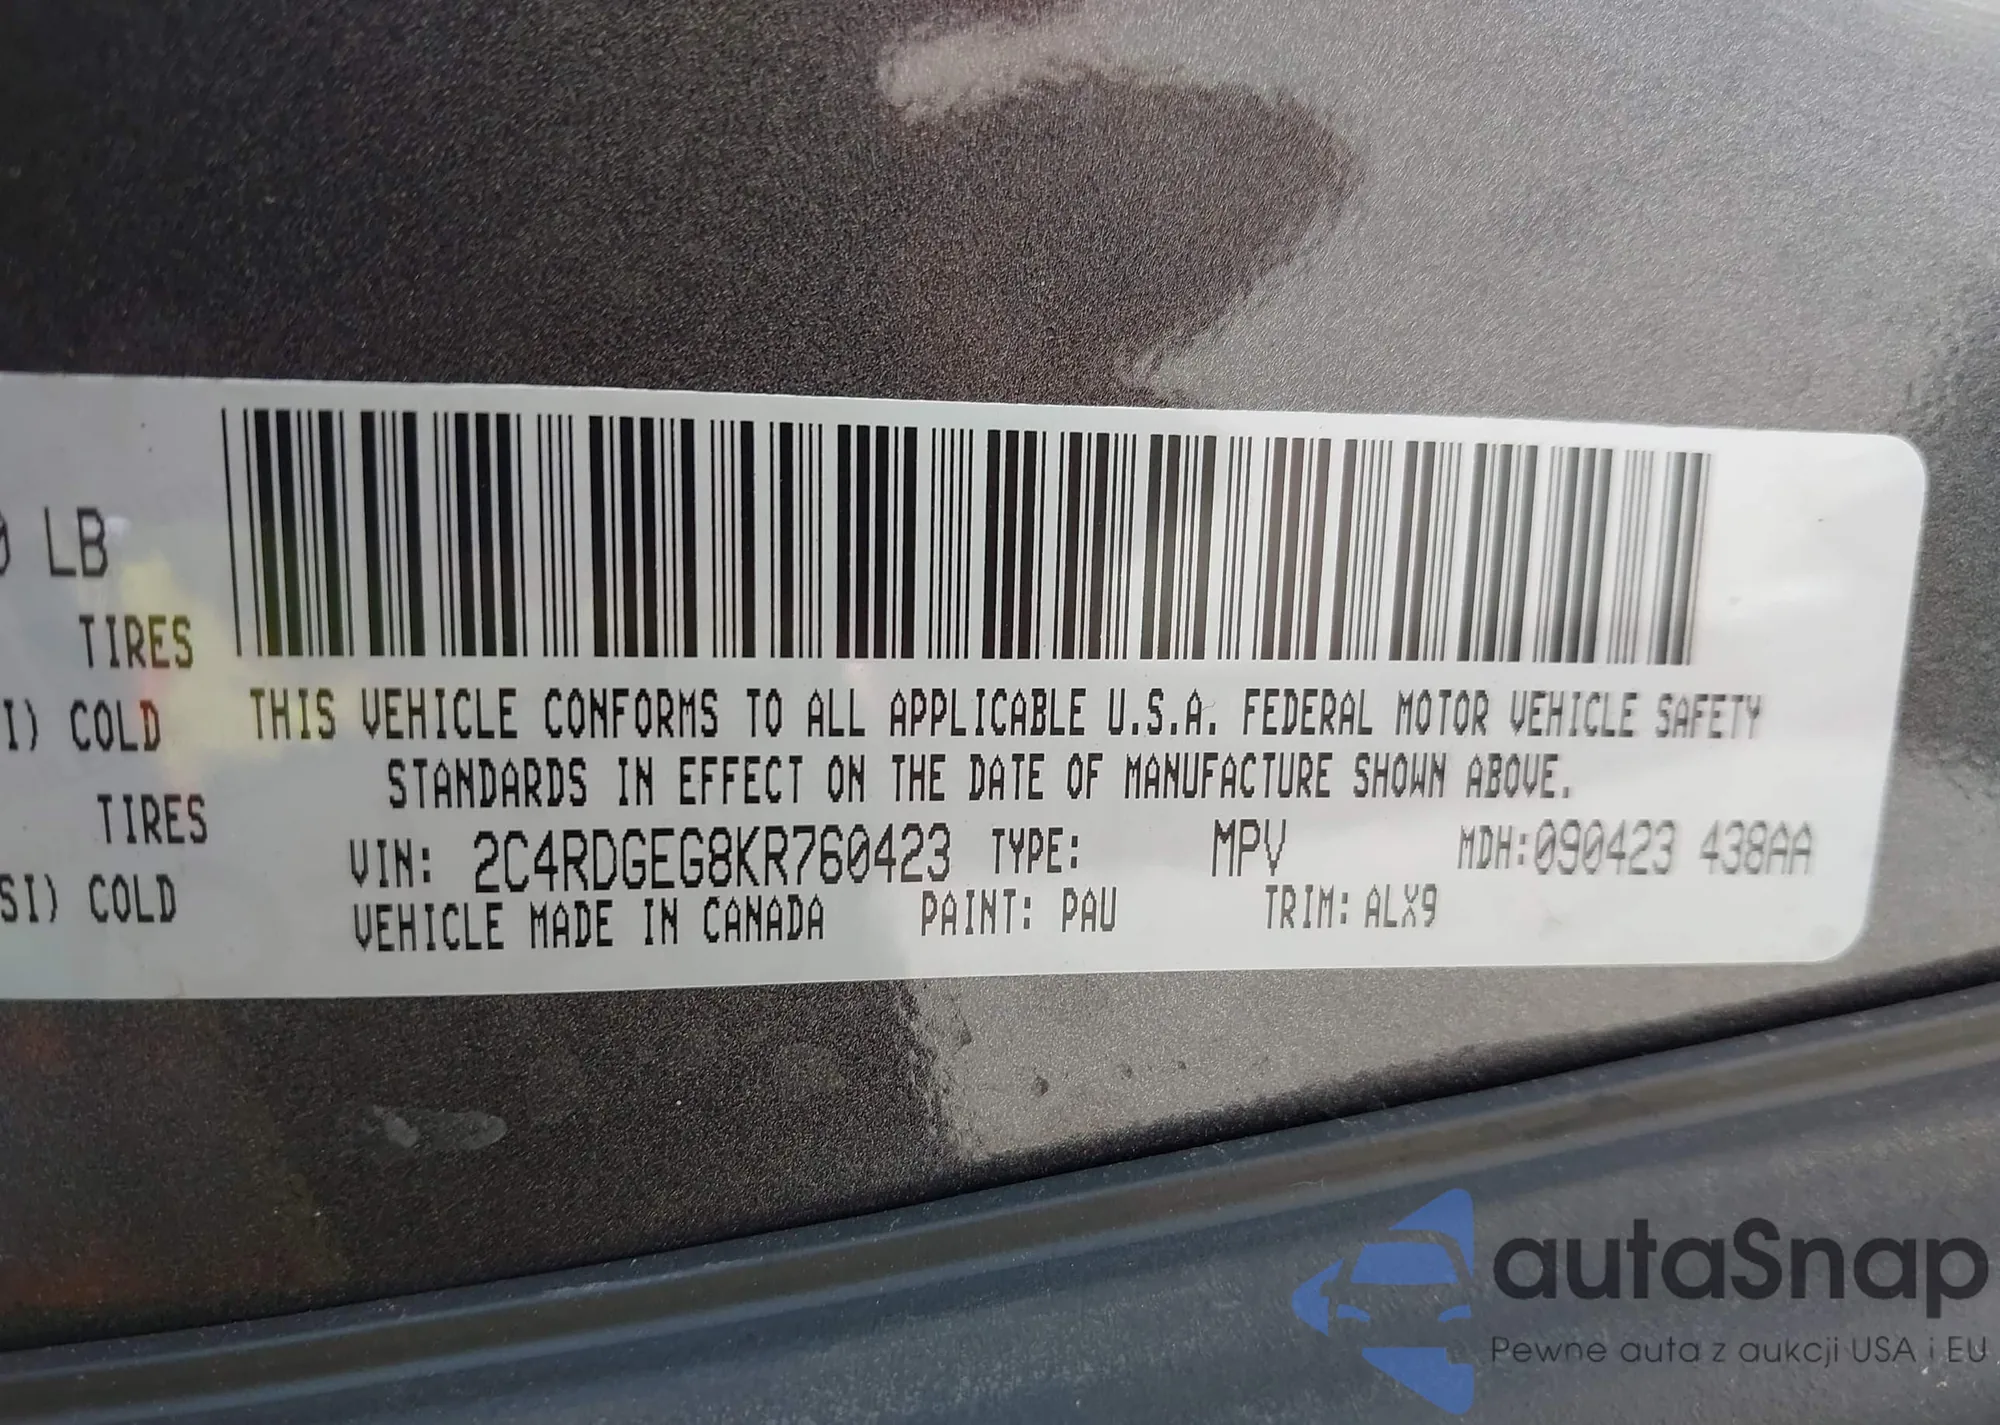 LB
TIRES
I) COLD
TIRES
SI) COLD
THIS VEHICLE CONFORMS TO ALL APPLICABLE U.S.A. FEDERAL MOTOR VEHICLE SAFETY
STANDARDS IN EFFECT ON THE DATE OF MANUFACTURE SHOWN ABOVE.
VIN: 2C4RDGEG8KR760423 TYPE: MPV MDH:090423 438AA
VEHICLE MADE IN CANADA PAINT: PAU TRIM: ALX9
autaSnap
Pewne auta z aukcji USA i EU